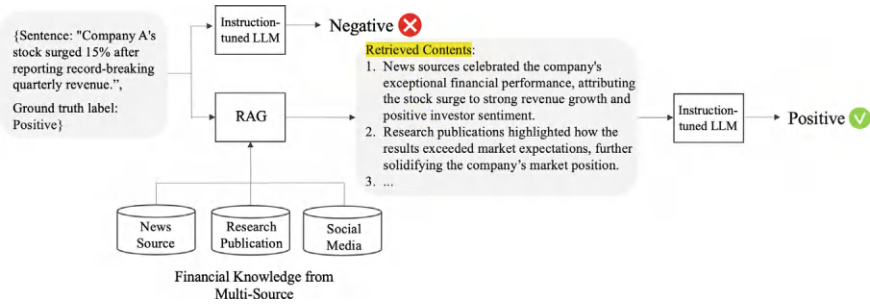 {Sentence: "Company A's
stock surged 15% after
reporting record-breaking
quarterly revenue.",
Ground truth label:
Positive}
Instruction-
tuned LLM
Negative
RAG
Retrieved Contents:
1. News sources celebrated the company's
exceptional financial performance, attributing
the stock surge to strong revenue growth and
positive investor sentiment.
2. Research publications highlighted how the
results exceeded market expectations, further
solidifying the company's market position.
3. ...
Instruction-
tuned LLM
Positive
News
Source
Research
Publication
Social
Media
Financial Knowledge from
Multi-Source